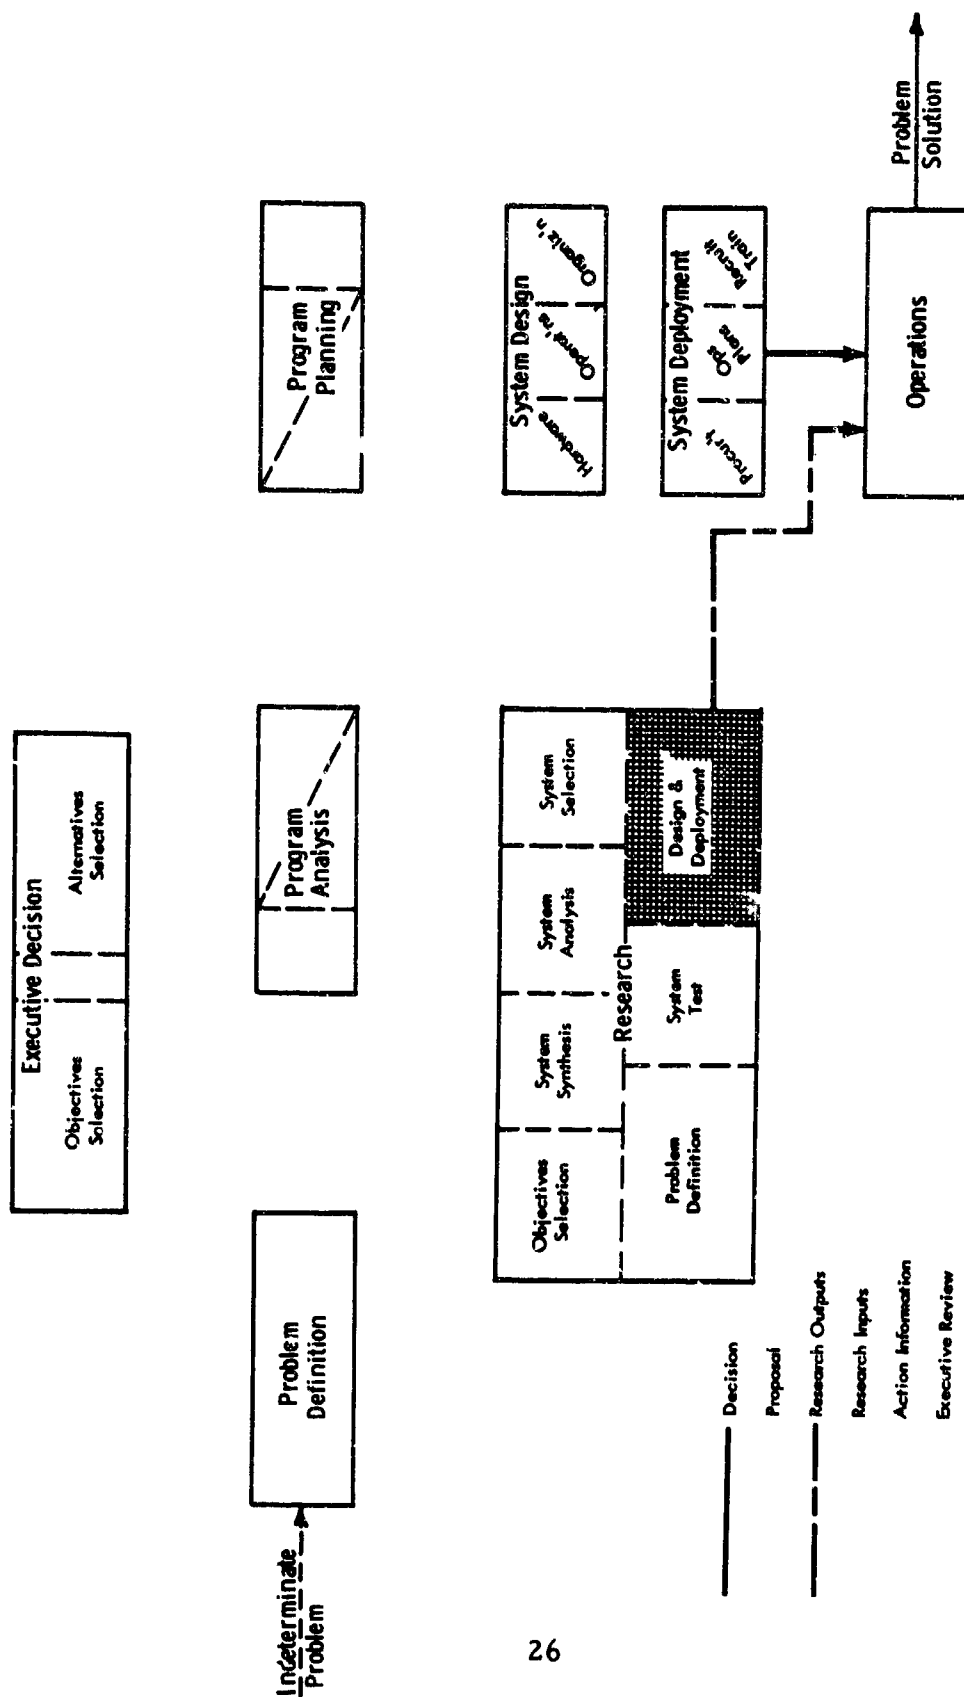 Executive Decision
Objectives
Selection
Alternatives
Selection
Indeterminate
Problem
Problem
Definition
Program
Analysis
Program
Planning
Objectives
Selection
System
Synthesis
System
Analysis
System
Selection
Research
Problem
Definition
System
Test
Design &
Deployment
System Design
Hardware
Operat'ns
Organiz'n
System Deployment
Procur't
Ops
Plans
Recruit
Train
Operations
Problem
Solution
Decision
Proposal
Research Outputs
Research Inputs
Action Information
Executive Review
26